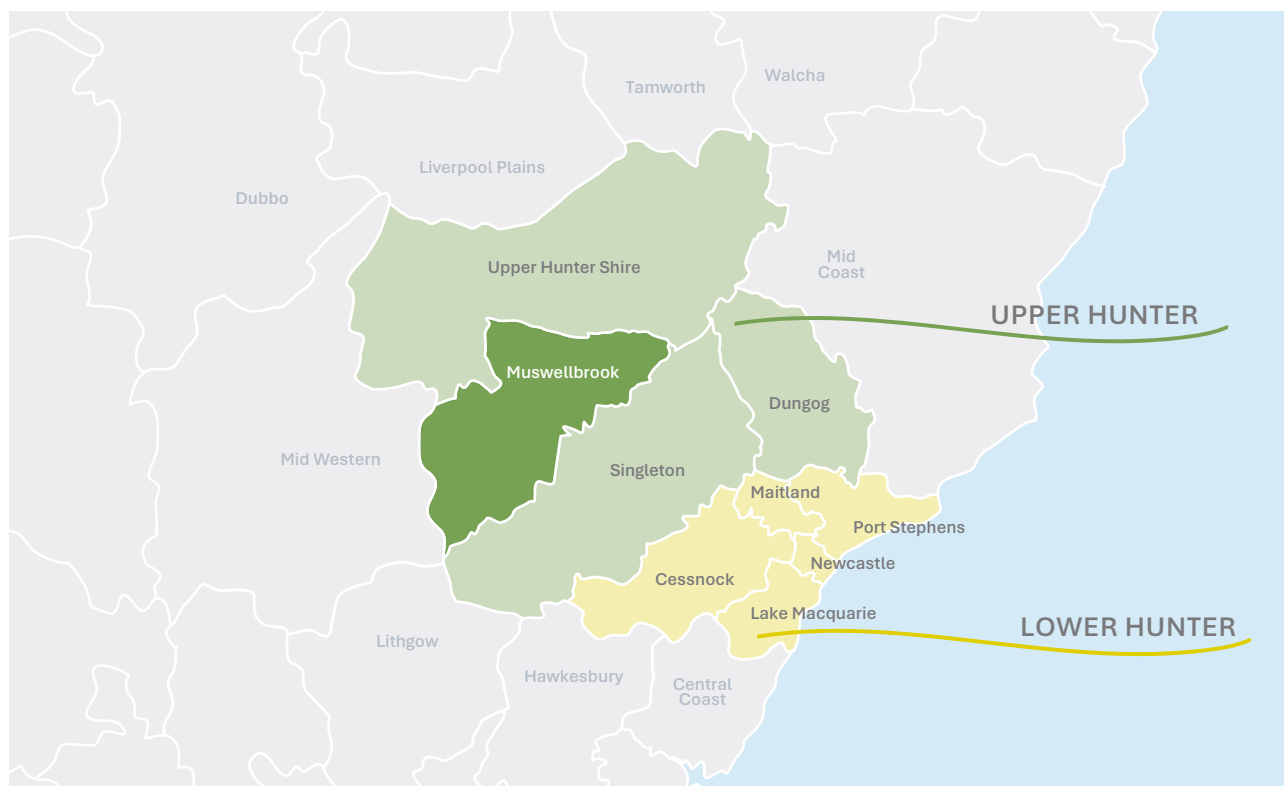 Walcha
Tamworth
Liverpool Plains
Dubbo
Mid
Coast
Upper Hunter Shire
UPPER HUNTER
Muswellbrook
Dungog
Mid Western
Singleton
Maitland
Port Stephens
Newcastle
Cessnock
Lake Macquarie
LOWER HUNTER
Lithgow
Hawkesbury
Central
Coast